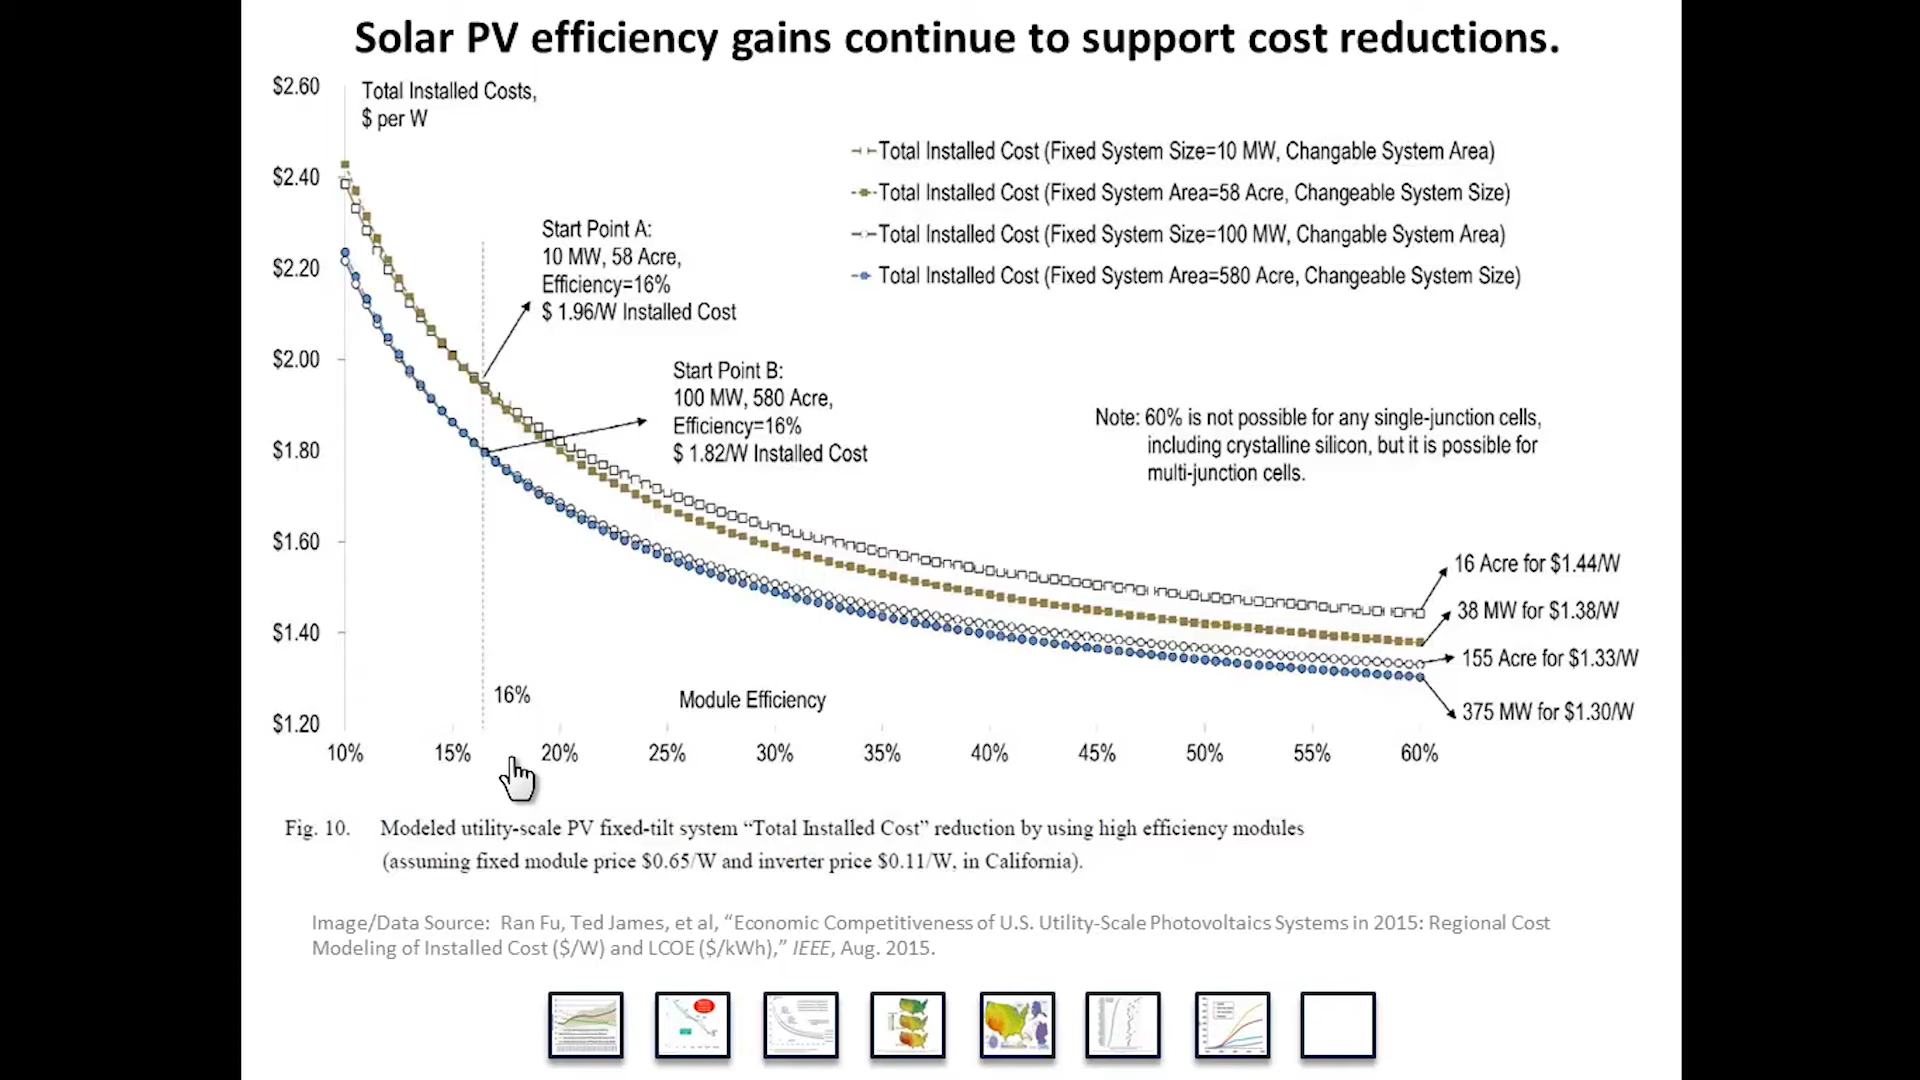 Solar PV efficiency gains continue to support cost reductions.
$2.60
Total Installed Costs,
$ per W
Total Installed Cost (Fixed System Size=10 MW, Changable System Area)
$2.40
Total Installed Cost (Fixed System Area=58 Acre, Changeable System Size)
Total Installed Cost (Fixed System Size=100 MW, Changable System Area)
$2.20
Total Installed Cost (Fixed System Area=580 Acre, Changeable System Size)
Start Point A:
10 MW, 58 Acre,
Efficiency=16%
$ 1.96/W Installed Cost
$2.00
Start Point B:
100 MW, 580 Acre,
Efficiency=16%
$ 1.82/W Installed Cost
$1.80
Note: 60% is not possible for any single-junction cells,
including crystalline silicon, but it is possible for
multi-junction cells.
$1.60
16 Acre for $1.44/W
38 MW for $1.38/W
$1.40
155 Acre for $1.33/W
375 MW for $1.30/W
16%
Module Efficiency
$1.20
10% 15% 20% 25% 30% 35% 40% 45% 50% 55% 60%
Fig. 10. Modeled utility-scale PV fixed-tilt system “Total Installed Cost” reduction by using high efficiency modules
(assuming fixed module price $0.65/W and inverter price $0.11/W, in California).
Image/Data Source: Ran Fu, Ted James, et al, “Economic Competitiveness of U.S. Utility-Scale Photovoltaics Systems in 2015: Regional Cost
Modeling of Installed Cost ($/W) and LCOE ($/kWh),” IEEE, Aug. 2015.